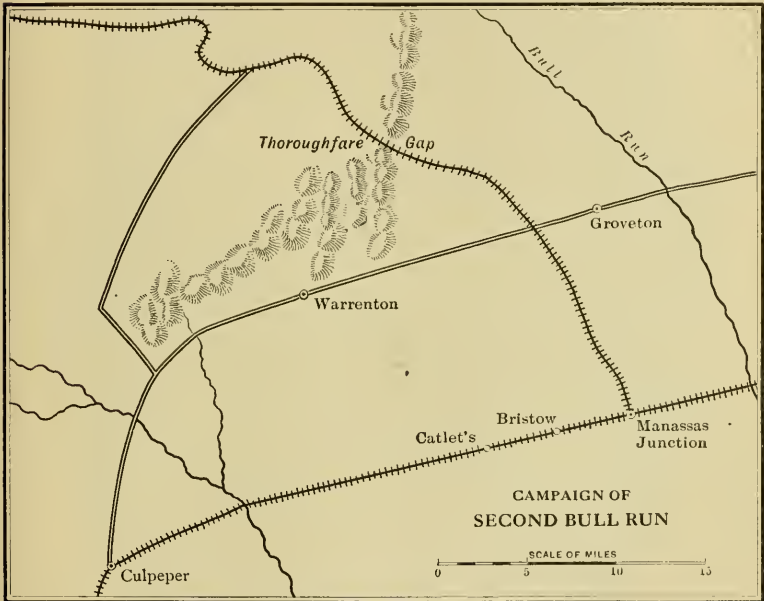 Bull
Run
Thoroughfare Gap
Groveton
Warrenton
Bristow
Catlet's
Manassas
Junction
CAMPAIGN OF
SECOND BULL RUN
SCALE OF MILES
0 5 10 15
Culpeper